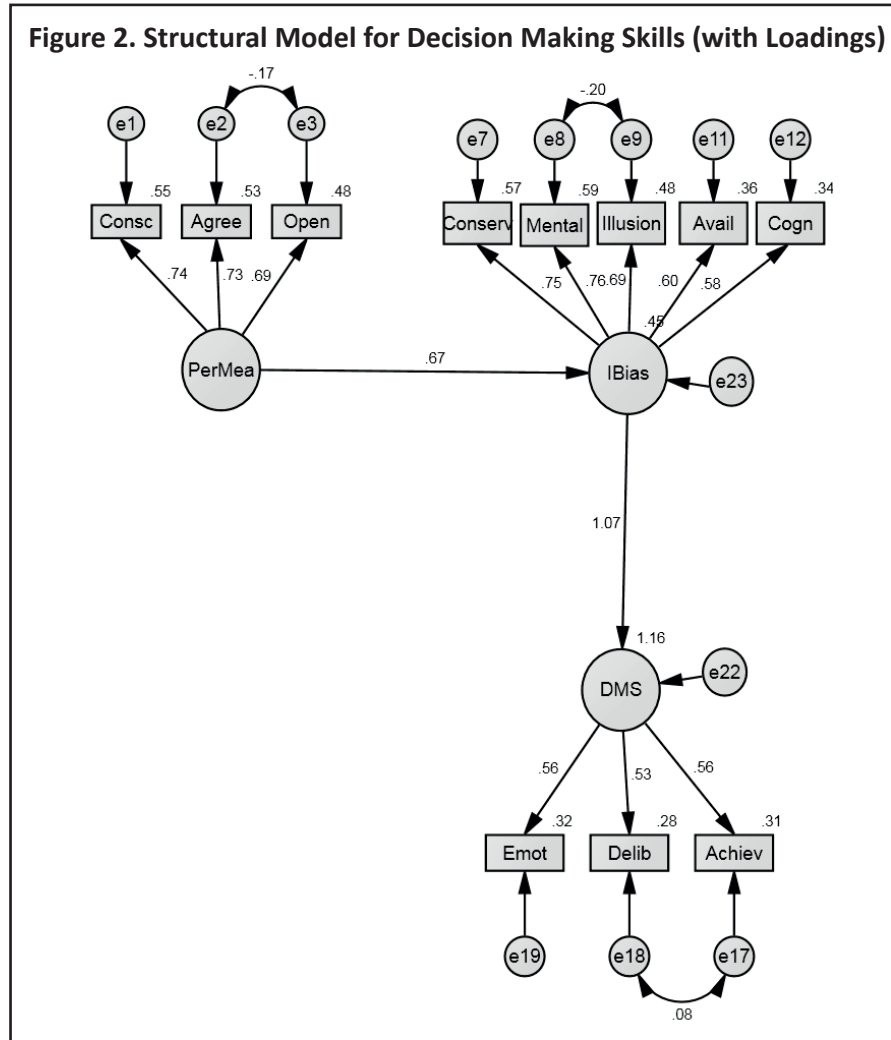 Figure 2. Structural Model for Decision Making Skills (with Loadings)
-.17
-.20
e1
e2
e3
e7
e8
e9
e11
e12
.55
.53
.48
.57
.59
.48
.36
.34
Consc
Agree
Open
Conserv
Mental
Illusion
Avail
Cogn
.74
.73
.69
.75
.76
.69
.60
.58
.45
PerMea
.67
IBias
e23
1.07
1.16
DMS
e22
.56
.53
.56
.32
.28
.31
Emot
Delib
Achiev
e19
e18
e17
.08